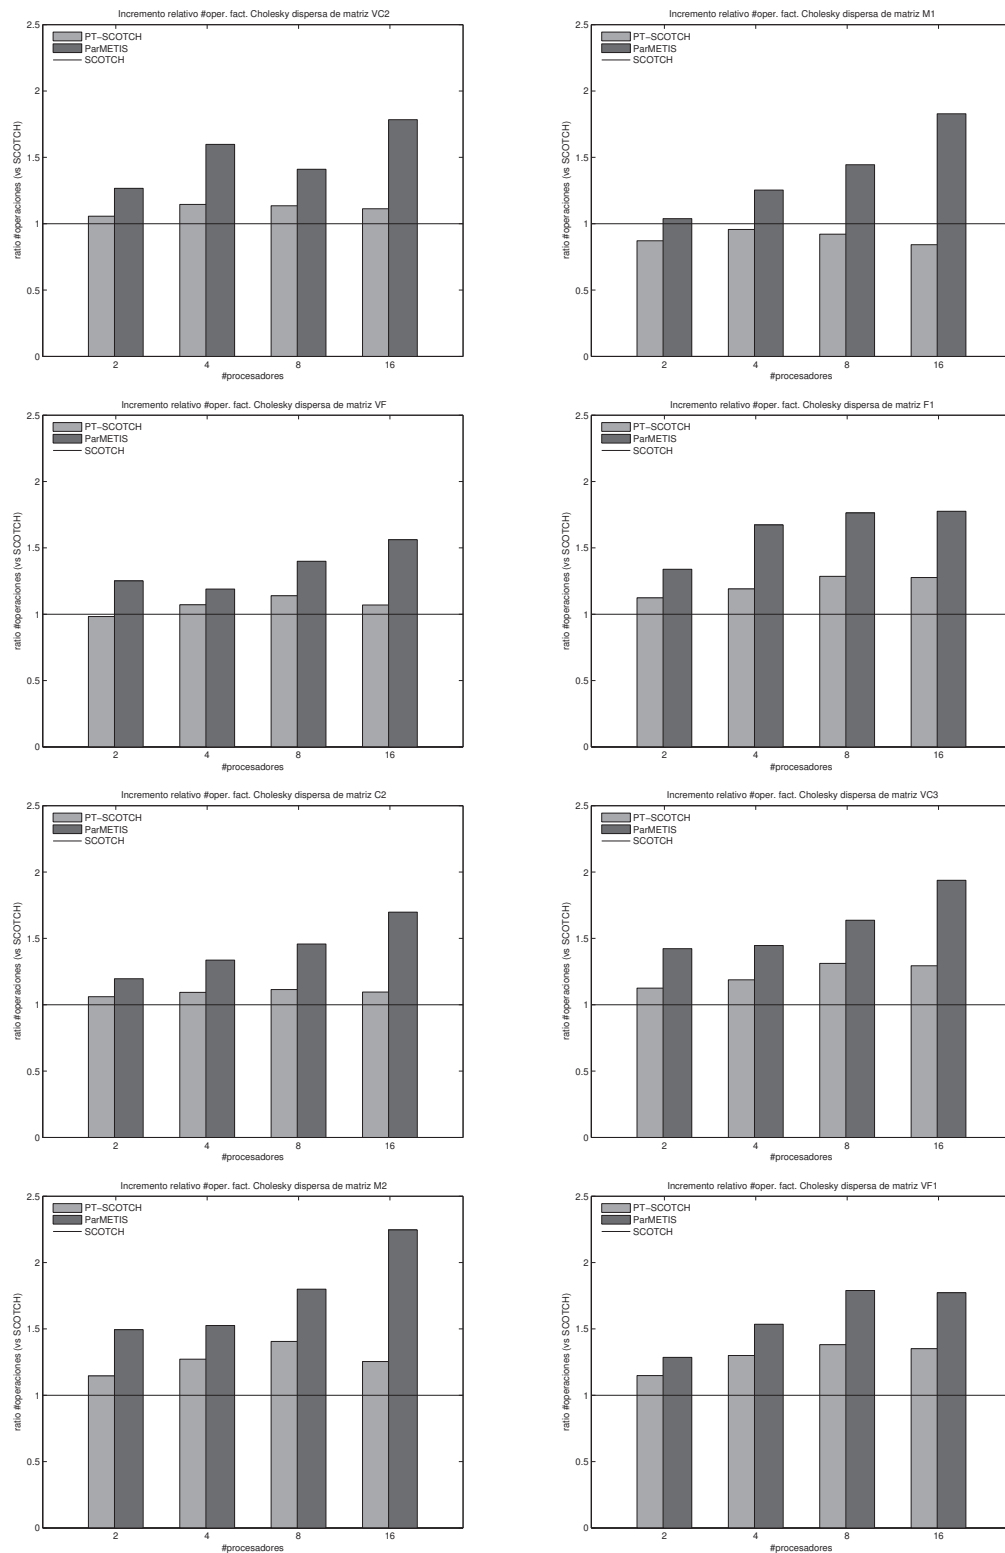 Incremento relativo #oper. fact. Cholesky dispersa de matriz VC2
PT−SCOTCH
ParMETIS
SCOTCH
2.5
2
1.5
1
0.5
0
ratio #operaciones (vs SCOTCH)
2 4 8 16
#procesadores
Incremento relativo #oper. fact. Cholesky dispersa de matriz M1
PT−SCOTCH
ParMETIS
SCOTCH
2.5
2
1.5
1
0.5
0
ratio #operaciones (vs SCOTCH)
2 4 8 16
#procesadores
Incremento relativo #oper. fact. Cholesky dispersa de matriz VF
PT−SCOTCH
ParMETIS
SCOTCH
2.5
2
1.5
1
0.5
0
ratio #operaciones (vs SCOTCH)
2 4 8 16
#procesadores
Incremento relativo #oper. fact. Cholesky dispersa de matriz F1
PT−SCOTCH
ParMETIS
SCOTCH
2.5
2
1.5
1
0.5
0
ratio #operaciones (vs SCOTCH)
2 4 8 16
#procesadores
Incremento relativo #oper. fact. Cholesky dispersa de matriz C2
PT−SCOTCH
ParMETIS
SCOTCH
2.5
2
1.5
1
0.5
0
ratio #operaciones (vs SCOTCH)
2 4 8 16
#procesadores
Incremento relativo #oper. fact. Cholesky dispersa de matriz VC3
PT−SCOTCH
ParMETIS
SCOTCH
2.5
2
1.5
1
0.5
0
ratio #operaciones (vs SCOTCH)
2 4 8 16
#procesadores
Incremento relativo #oper. fact. Cholesky dispersa de matriz M2
PT−SCOTCH
ParMETIS
SCOTCH
2.5
2
1.5
1
0.5
0
ratio #operaciones (vs SCOTCH)
2 4 8 16
#procesadores
Incremento relativo #oper. fact. Cholesky dispersa de matriz VF1
PT−SCOTCH
ParMETIS
SCOTCH
2.5
2
1.5
1
0.5
0
ratio #operaciones (vs SCOTCH)
2 4 8 16
#procesadores